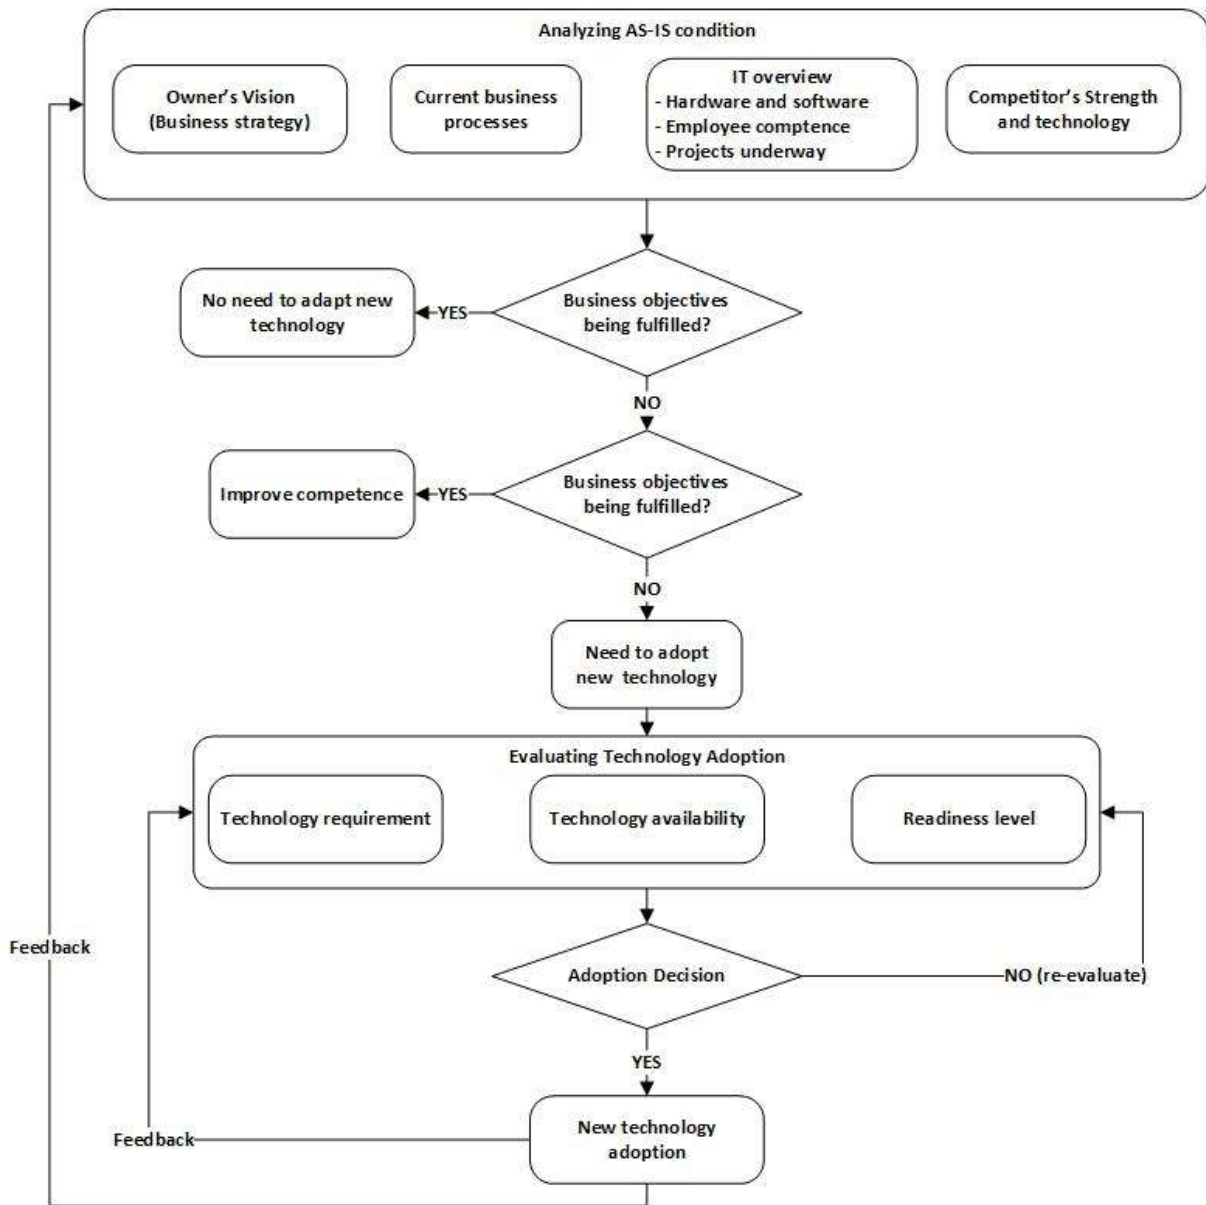 Analyzing AS-IS condition
Owner's Vision
(Business strategy)
Current business
processes
IT overview
- Hardware and software
- Employee comptence
- Projects underway
Competitor's Strength
and technology
No need to adapt new
technology
YES
Business objectives
being fulfilled?
NO
Improve competence
YES
Business objectives
being fulfilled?
NO
Need to adopt
new technology
Evaluating Technology Adoption
Technology requirement
Technology availability
Readiness level
Feedback
Adoption Decision
NO (re-evaluate)
YES
Feedback
New technology
adoption